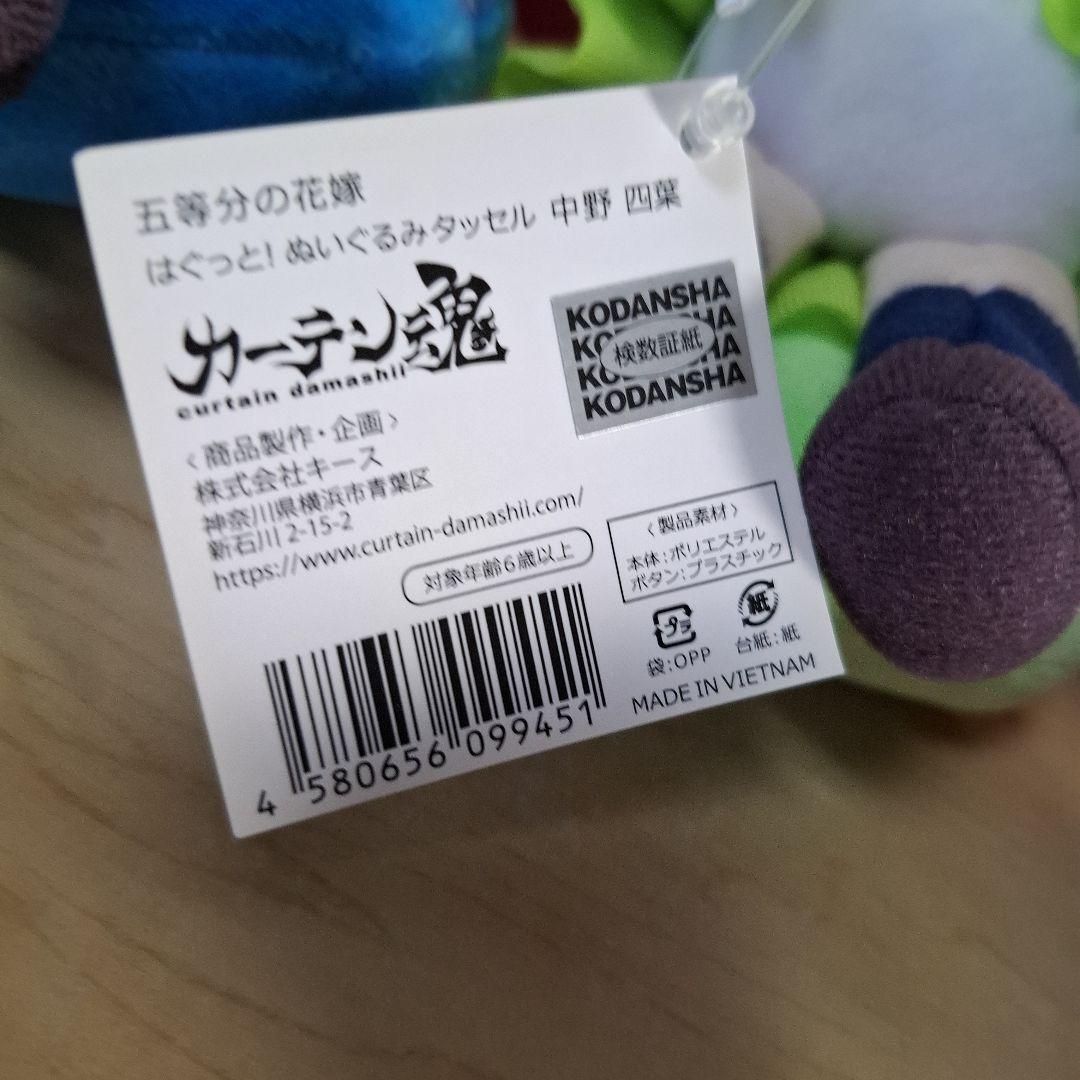 五等分の花嫁
はぐっと! ぬいぐるみタッセル 中野 四葉
カーテン魂
curtain damashii
KODANSHA
KODANSHA
KODANSHA
KODANSHA
検数証紙
〈商品製作・企画〉
株式会社キース
神奈川県横浜市青葉区
新石川 2-15-2
https://www.curtain-damashii.com/
対象年齢6歳以上
〈製品素材〉
本体:ポリエステル
ボタン:プラスチック
プラ
紙
袋:OPP
台紙:紙
MADE IN VIETNAM
4 580656 099451